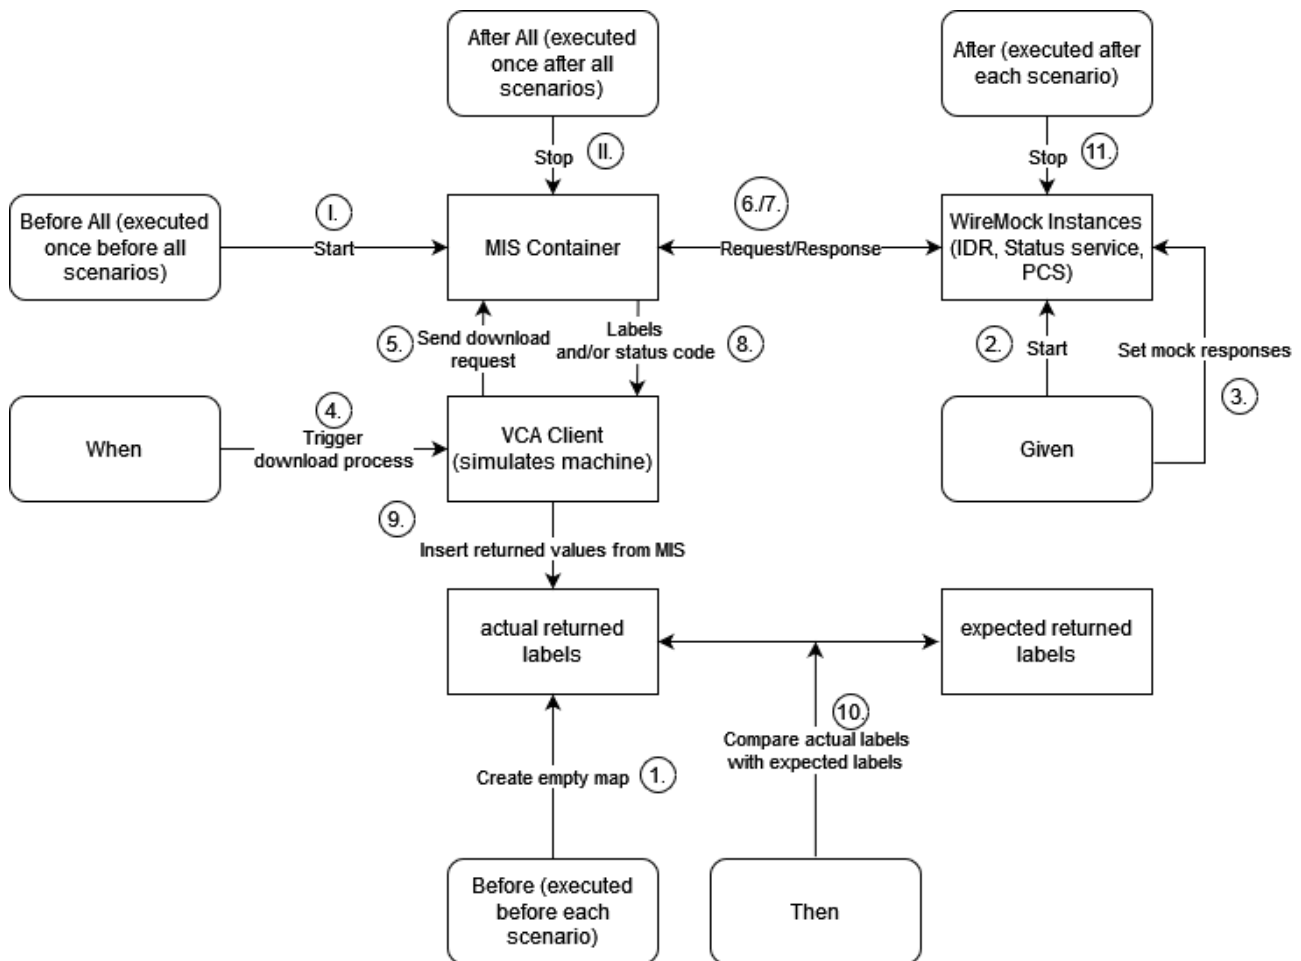 After All (executed
once after all
scenarios)
After (executed after
each scenario)
Stop
II.
Stop
11.
Before All (executed
once before all
scenarios)
I.
Start
MIS Container
6./7.
Request/Response
WireMock Instances
(IDR, Status service,
PCS)
5.
Send download
request
Labels
and/or status code
8.
2.
Start
Set mock responses
3.
When
4.
Trigger
download process
VCA Client
(simulates machine)
Given
9.
Insert returned values from MIS
actual returned
labels
expected returned
labels
10.
Compare actual labels
with expected labels
Create empty map
1.
Before (executed
before each
scenario)
Then